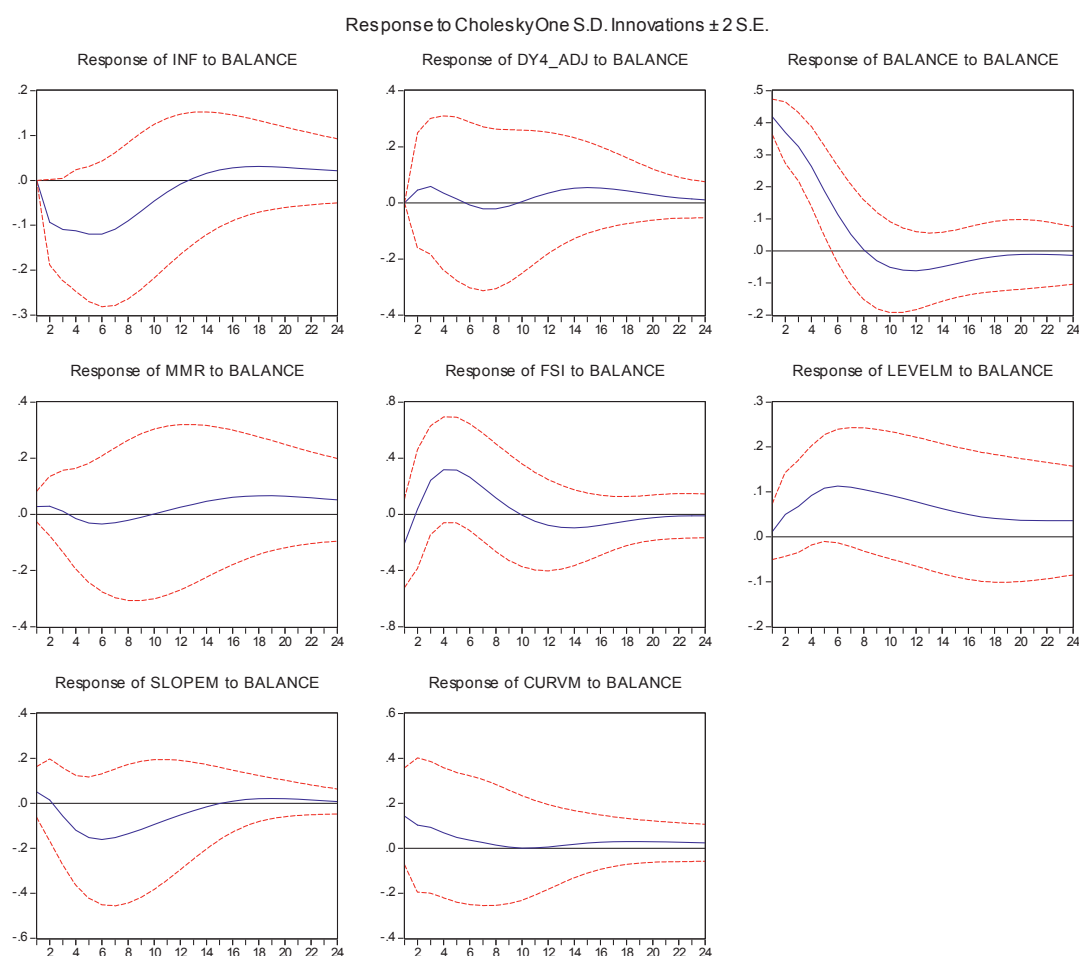 Response to Cholesky One S.D. Innovations ± 2 S.E.
Response of INF to BALANCE
.2
.1
.0
-.1
-.2
-.3
2 4 6 8 10 12 14 16 18 20 22 24
Response of DY4_ADJ to BALANCE
.4
.2
.0
-.2
-.4
2 4 6 8 10 12 14 16 18 20 22 24
Response of BALANCE to BALANCE
.5
.4
.3
.2
.1
.0
-.1
-.2
2 4 6 8 10 12 14 16 18 20 22 24
Response of MMR to BALANCE
.4
.2
.0
-.2
-.4
2 4 6 8 10 12 14 16 18 20 22 24
Response of FSI to BALANCE
.8
.4
.0
-.4
-.8
2 4 6 8 10 12 14 16 18 20 22 24
Response of LEVELM to BALANCE
.3
.2
.1
.0
-.1
-.2
2 4 6 8 10 12 14 16 18 20 22 24
Response of SLOPEM to BALANCE
.4
.2
.0
-.2
-.4
-.6
2 4 6 8 10 12 14 16 18 20 22 24
Response of CURVM to BALANCE
.6
.4
.2
.0
-.2
-.4
2 4 6 8 10 12 14 16 18 20 22 24